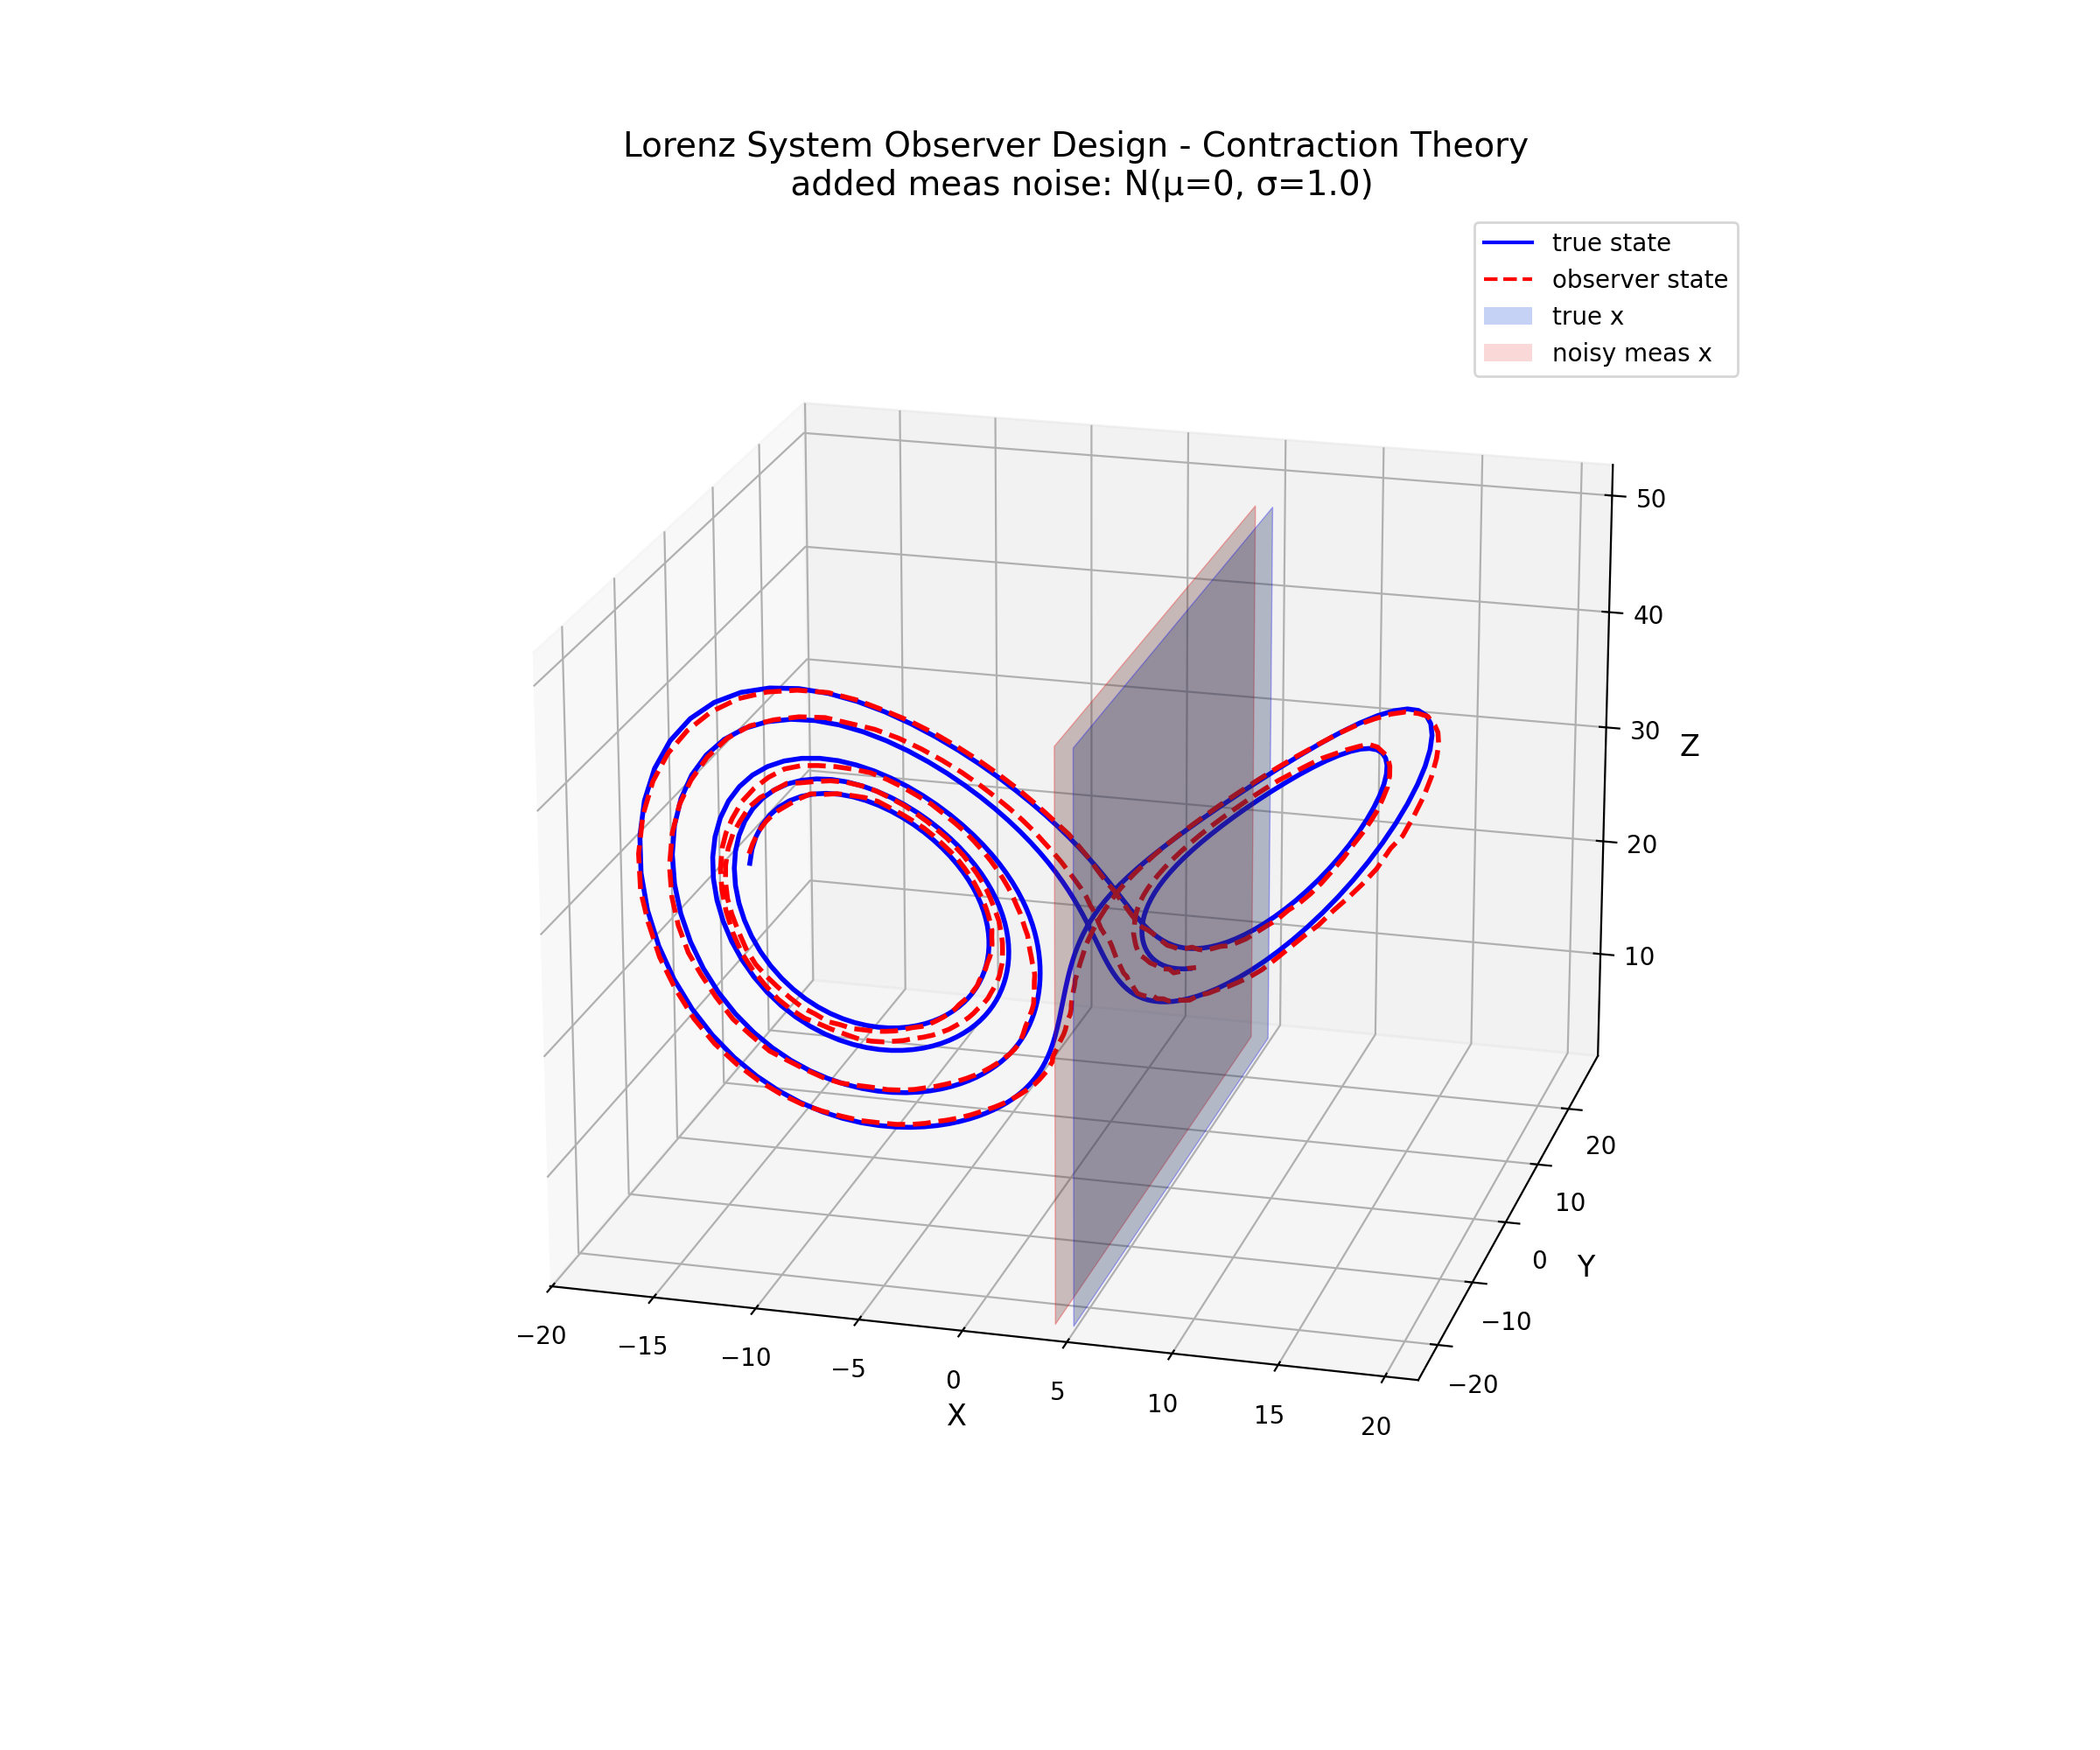 Lorenz System Observer Design - Contraction Theory
added meas noise: N(μ=0, σ=1.0)
true state
observer state
true x
noisy meas x
50
40
30
20
10
Z
20
10
0
−10
−20
Y
−20
−15
−10
−5
0
5
10
15
20
X